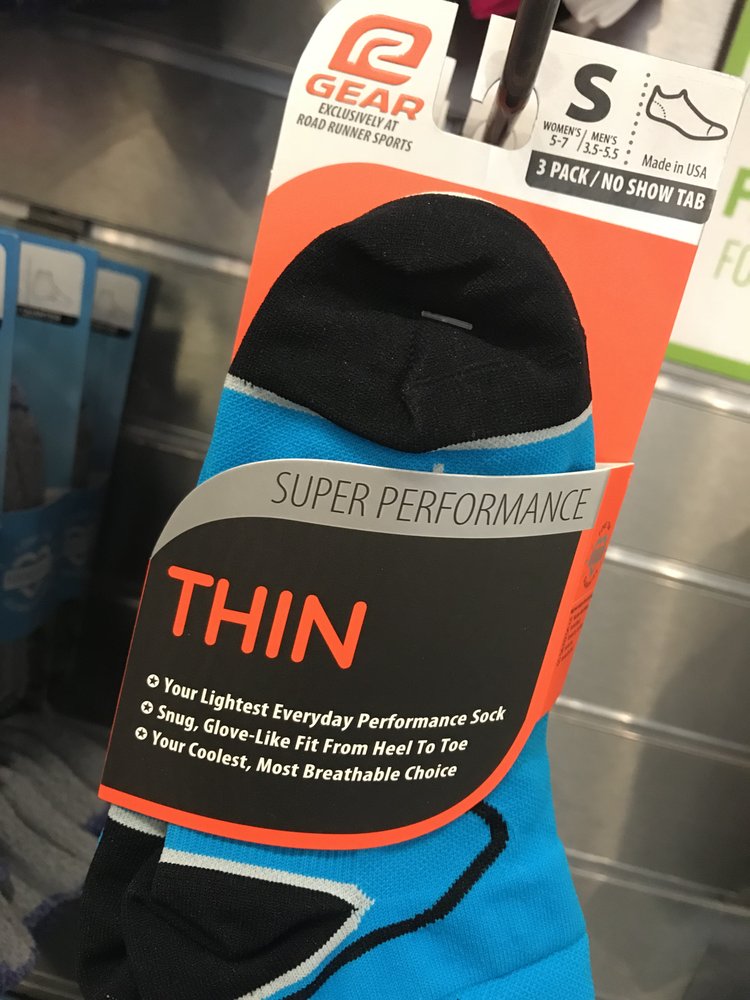 R
GEAR
EXCLUSIVELY AT
ROAD RUNNER SPORTS
S
WOMEN'S / MEN'S
5-7 / 3.5-5.5
Made in USA
3 PACK / NO SHOW TAB
SUPER PERFORMANCE
THIN
Your Lightest Everyday Performance Sock
Snug, Glove-Like Fit From Heel To Toe
Your Coolest, Most Breathable Choice